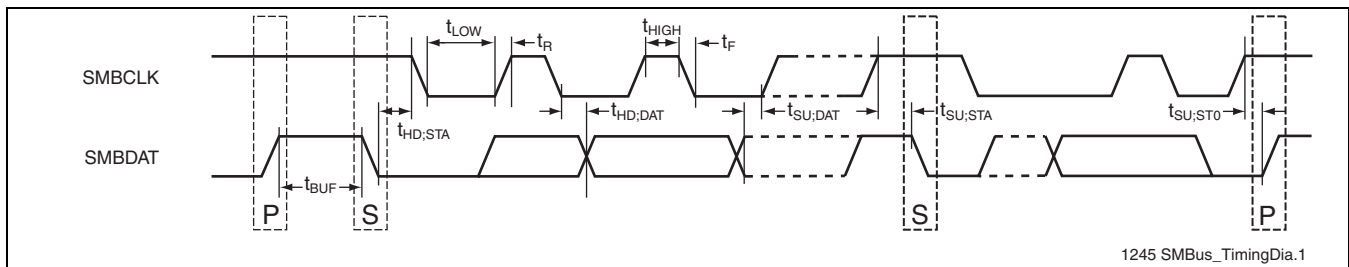 tLOW
tR
tHIGH
tF
SMBCLK
tHD;STA
tHD;DAT
tSU;DAT
tSU;STA
tSU;ST0
SMBDAT
tBUF
P
S
S
P
1245 SMBus_TimingDia.1